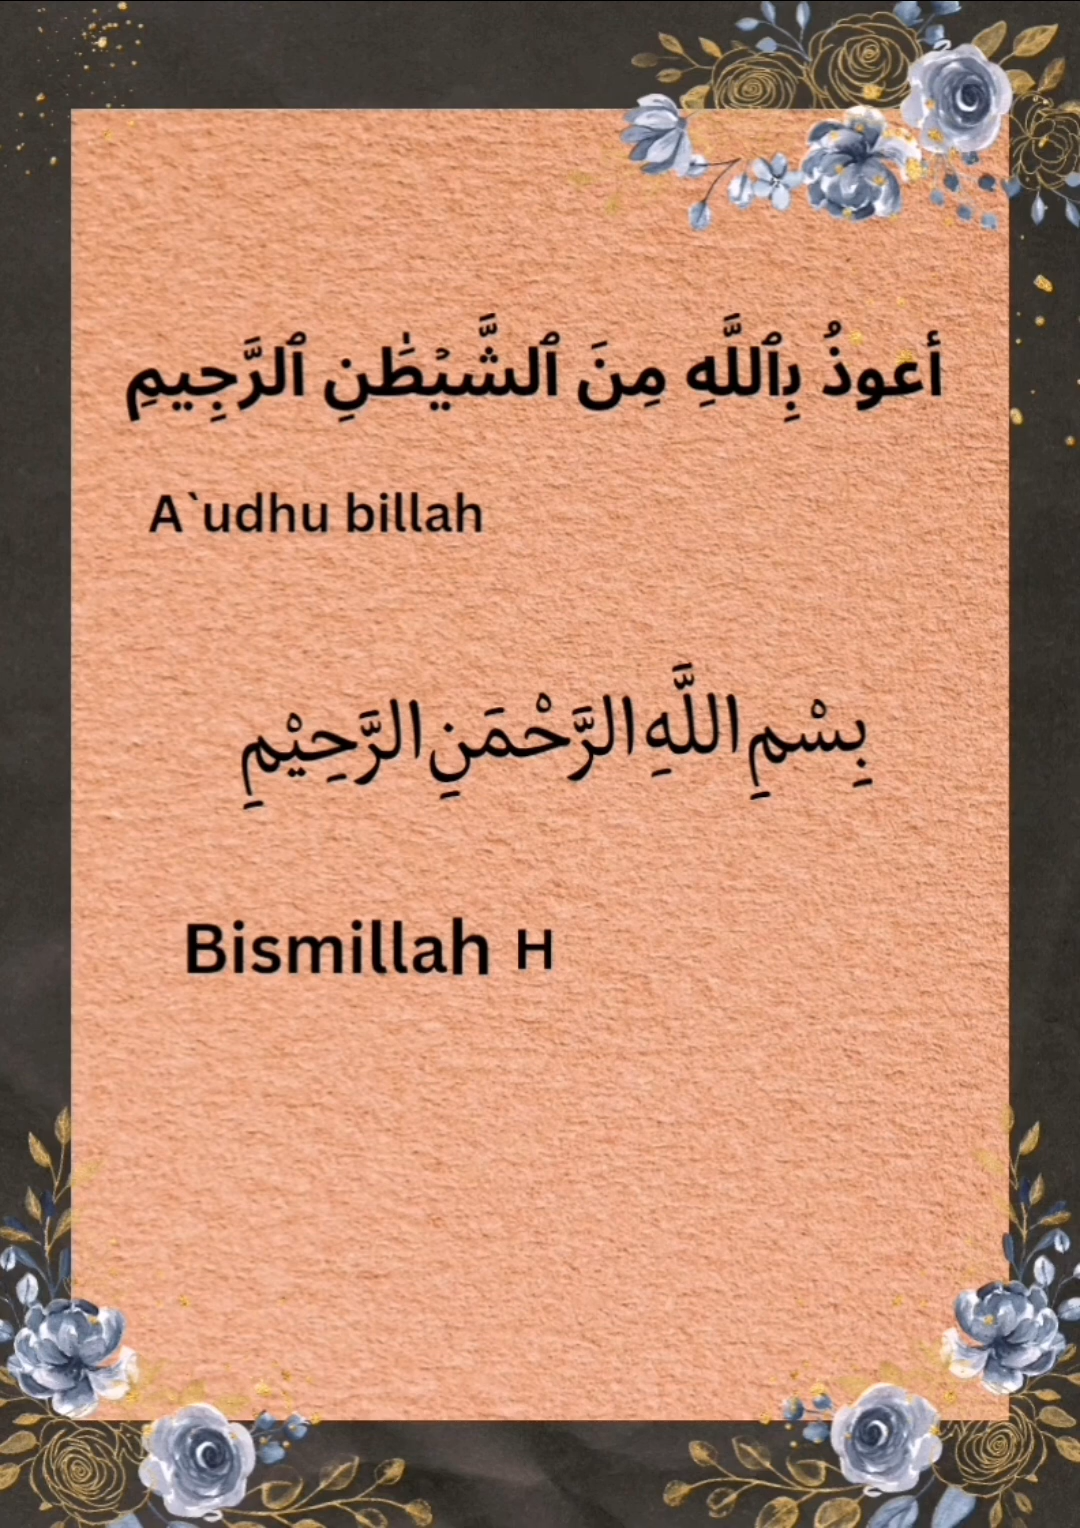 أعوذُ بِٱللَّهِ مِنَ ٱلشَّيۡطَٰنِ ٱلرَّجِيمِ
A`udhu billah
بِسْمِ اللَّهِ الرَّحْمَنِ الرَّحِيْمِ
Bismillah H